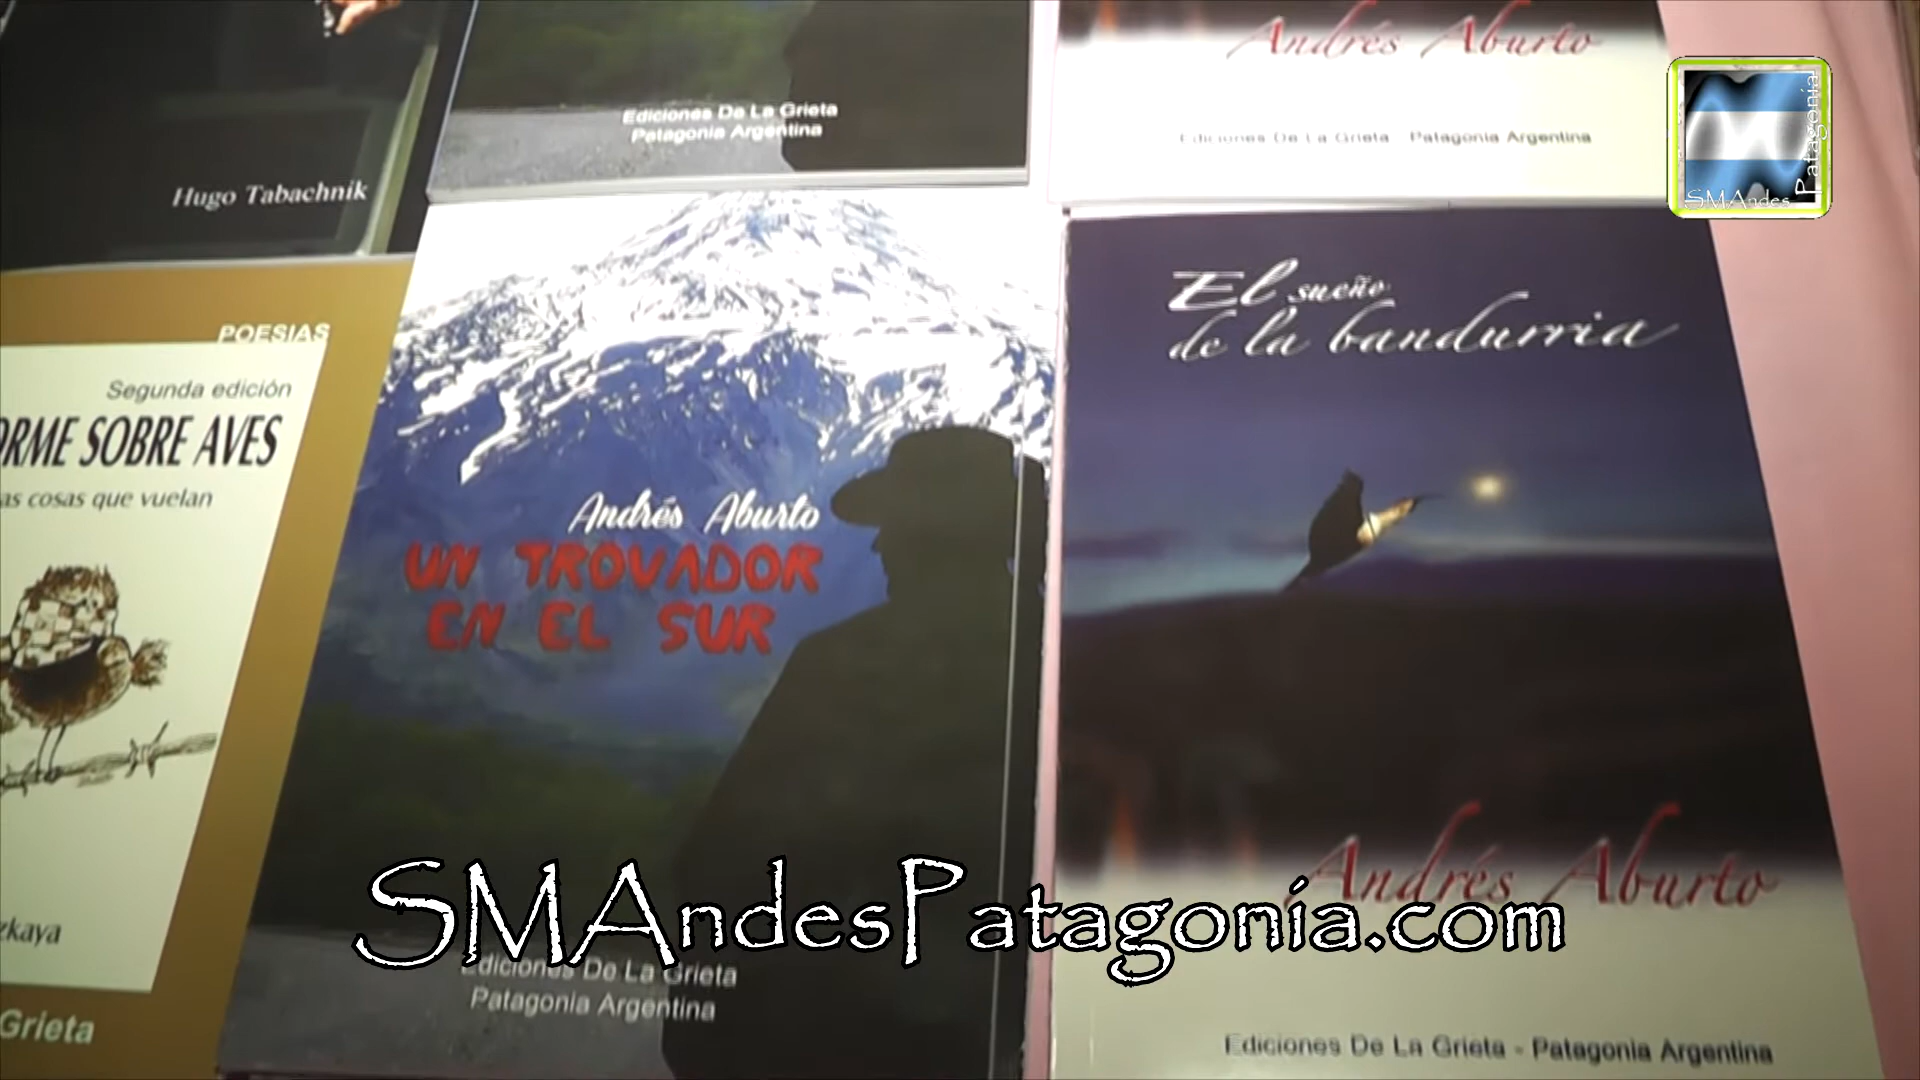 Andrés Aburto
Ediciones De La Grieta
Patagonia Argentina
Ediciones De La Grieta Patagonia Argentina
Hugo Tabachnik
SMAndes
Patagonia
POESIAS
Segunda edición
ORME SOBRE AVES
as cosas que vuelan
zkaya
Grieta
Andrés Aburto
UN TROVADOR
EN EL SUR
Ediciones De La Grieta
Patagonia Argentina
El sueño
de la bandurria
Andrés Aburto
Ediciones De La Grieta - Patagonia Argentina
SMAndesPatagonia.com